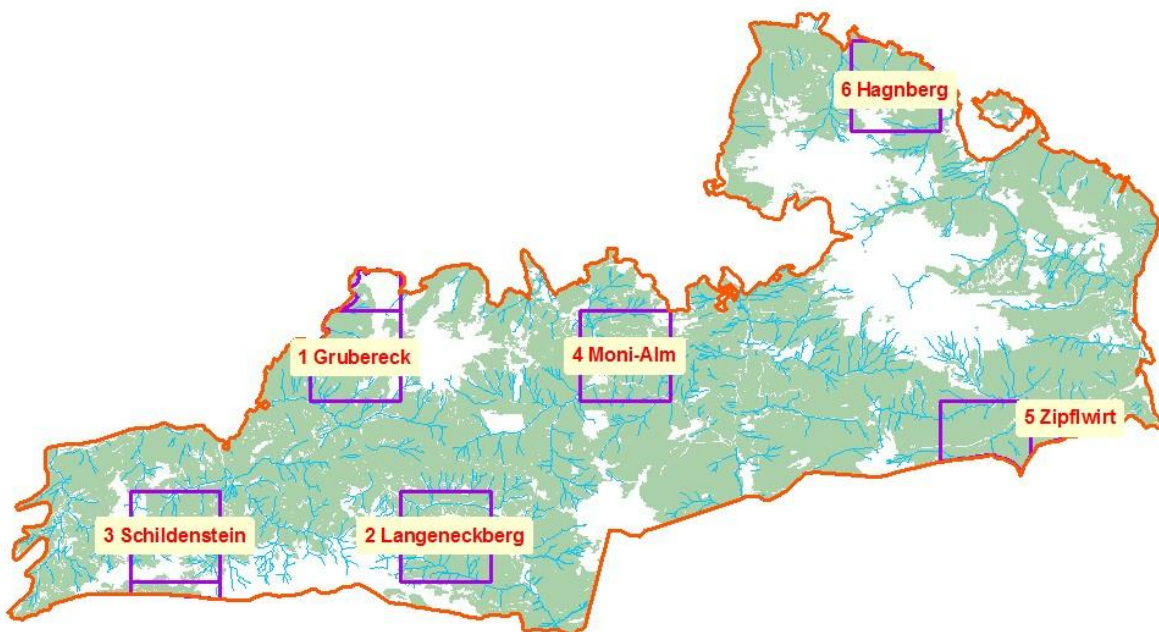 6 Hagnberg
1 Grubereck
4 Moni-Alm
5 Zipflwirt
3 Schildenstein
2 Langeneckberg